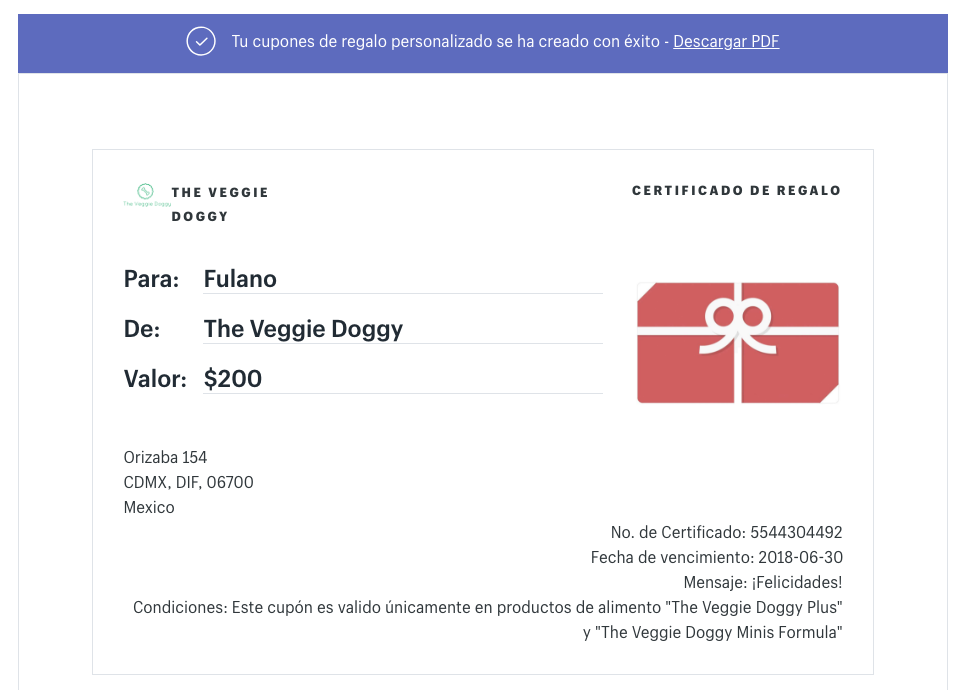 Tu cupones de regalo personalizado se ha creado con éxito - Descargar PDF
The Veggie Doggy
THE VEGGIE
DOGGY
CERTIFICADO DE REGALO
Para: Fulano
De: The Veggie Doggy
Valor: $200
Orizaba 154
CDMX, DIF, 06700
Mexico
No. de Certificado: 5544304492
Fecha de vencimiento: 2018-06-30
Mensaje: ¡Felicidades!
Condiciones: Este cupón es valido únicamente en productos de alimento "The Veggie Doggy Plus"
y "The Veggie Doggy Minis Formula"